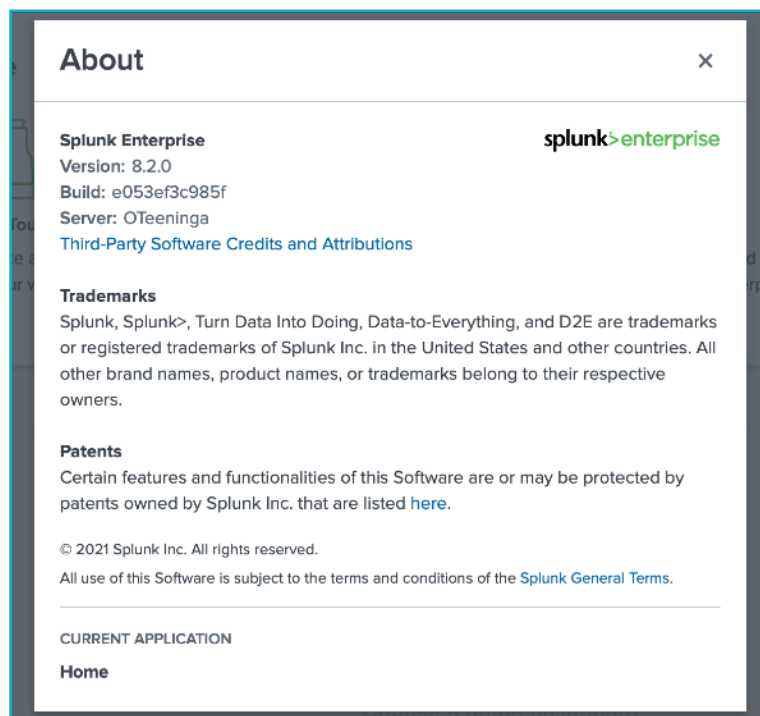 About
×
Splunk Enterprise
splunk>enterprise
Version: 8.2.0
Build: e053ef3c985f
Server: OTeeninga
Third-Party Software Credits and Attributions
Trademarks
Splunk, Splunk>, Turn Data Into Doing, Data-to-Everything, and D2E are trademarks
or registered trademarks of Splunk Inc. in the United States and other countries. All
other brand names, product names, or trademarks belong to their respective
owners.
Patents
Certain features and functionalities of this Software are or may be protected by
patents owned by Splunk Inc. that are listed here.
© 2021 Splunk Inc. All rights reserved.
All use of this Software is subject to the terms and conditions of the Splunk General Terms.
CURRENT APPLICATION
Home